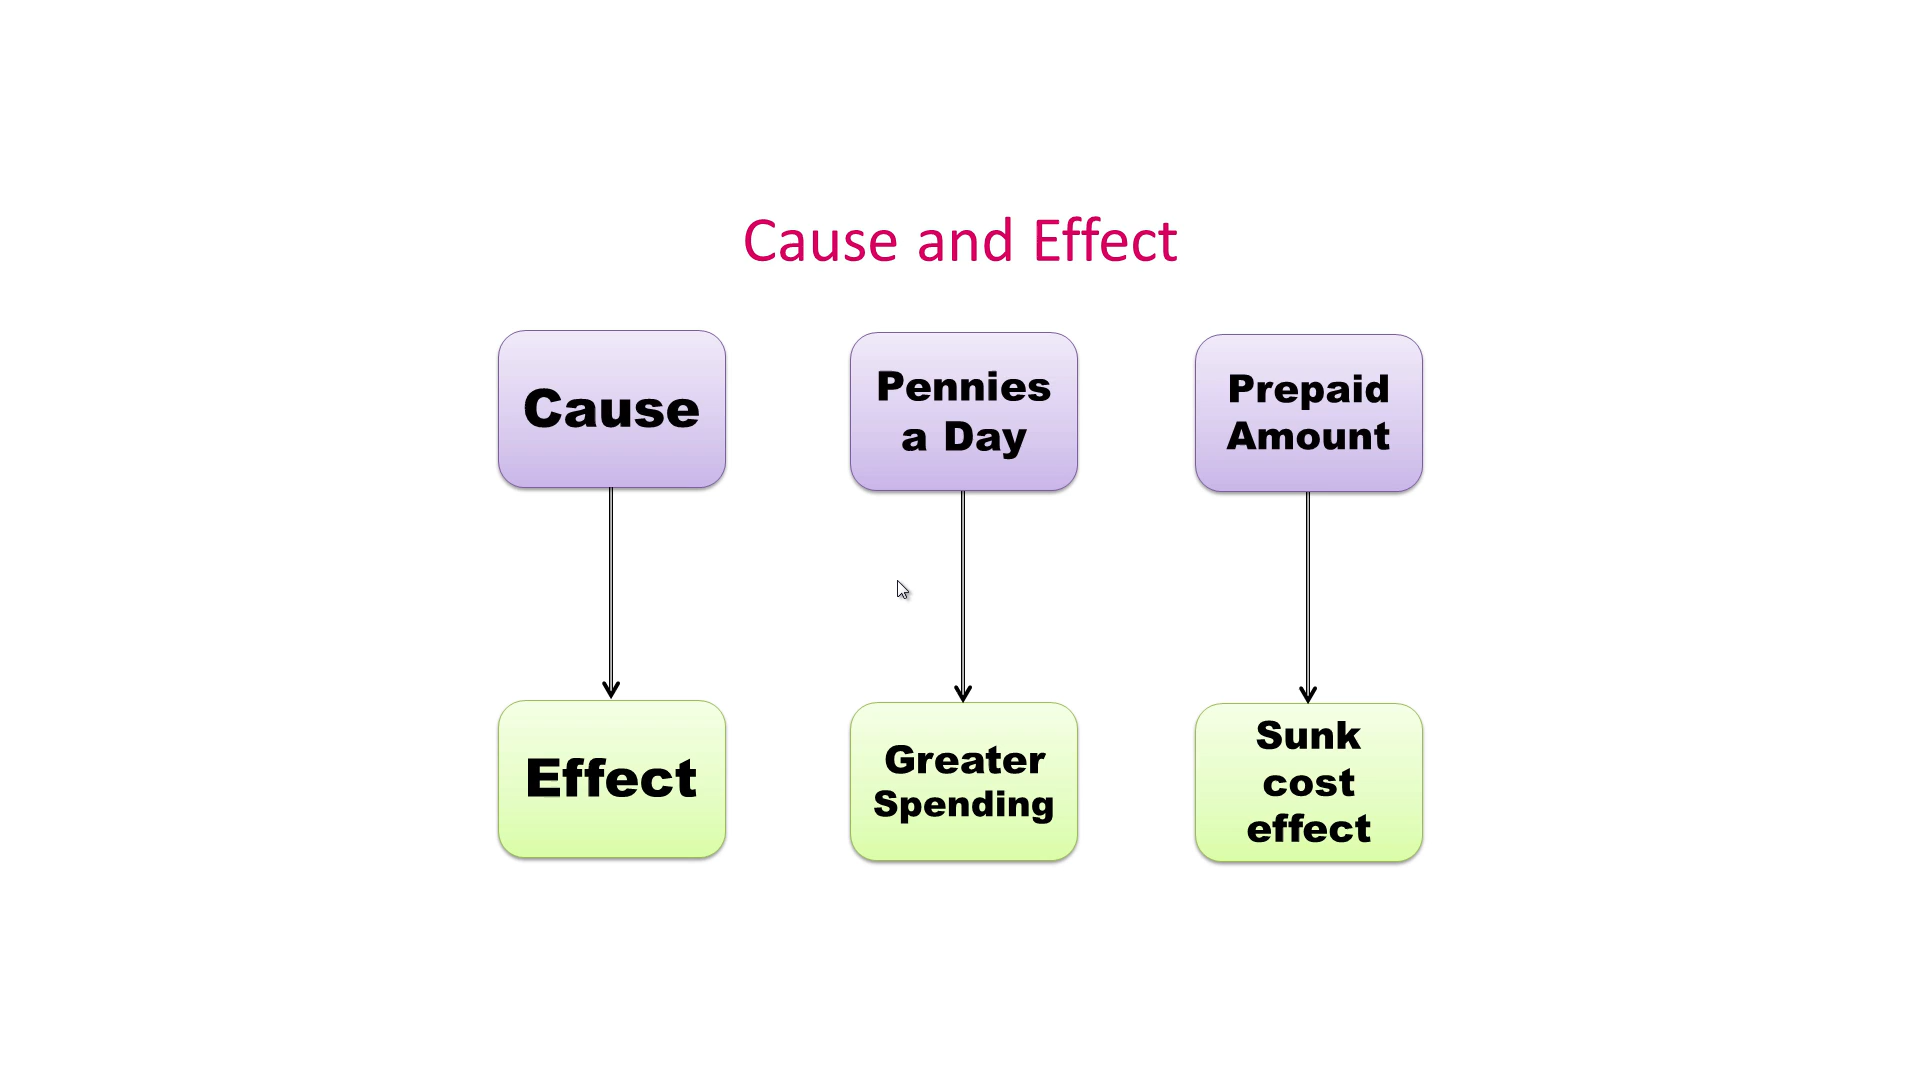 Cause and Effect
Cause
Pennies
a Day
Prepaid
Amount
Effect
Greater
Spending
Sunk
cost
effect